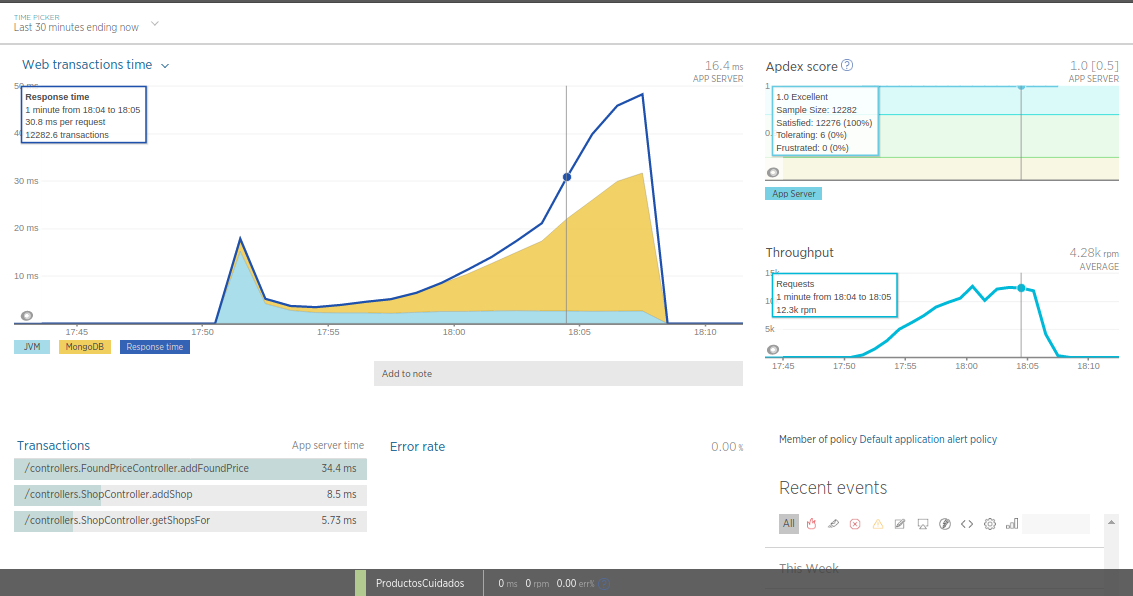 TIME PICKER
Last 30 minutes ending now
Web transactions time
16.4 ms
APP SERVER
50 ms
Response time
1 minute from 18:04 to 18:05
30.8 ms per request
12282.6 transactions
30 ms
20 ms
10 ms
17:45 17:50 17:55 18:00 18:05 18:10
JVM MongoDB Response time
Add to note
Apdex score ?
1.0 [0.5]
APP SERVER
1
1.0 Excellent
Sample Size: 12282
Satisfied: 12276 (100%)
Tolerating: 6 (0%)
Frustrated: 0 (0%)
App Server
Throughput
4.28k rpm
AVERAGE
15k
Requests
1 minute from 18:04 to 18:05
12.3k rpm
5k
17:45 17:50 17:55 18:00 18:05 18:10
Transactions App server time
/controllers.FoundPriceController.addFoundPrice 34.4 ms
/controllers.ShopController.addShop 8.5 ms
/controllers.ShopController.getShopsFor 5.73 ms
Error rate 0.00 %
Member of policy Default application alert policy
Recent events
All
This Week
ProductosCuidados 0 ms 0 rpm 0.00 err% ?